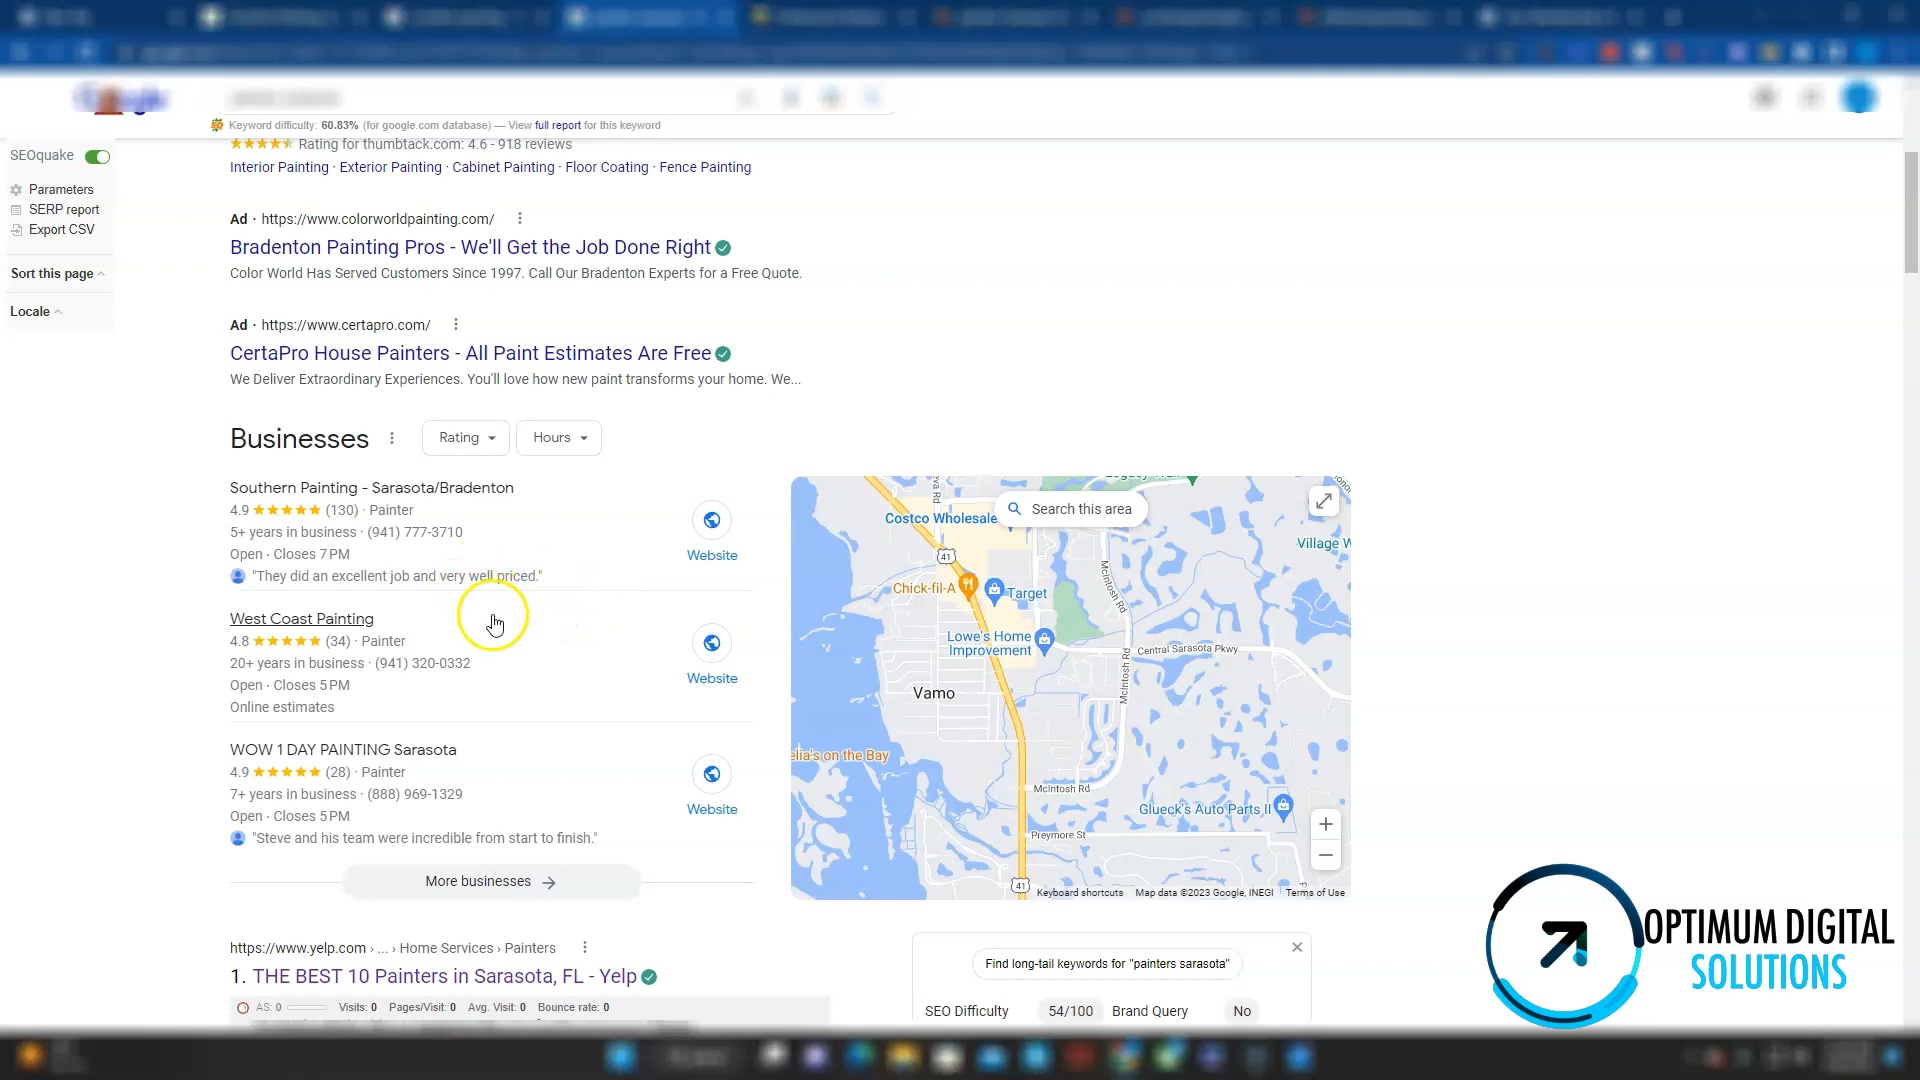 Google
Keyword difficulty: 60.83% (for google.com database) — View full report for this keyword
SEOquake
Parameters
SERP report
Export CSV
Sort this page
Locale
Rating for thumbtack.com: 4.6 - 918 reviews
Interior Painting · Exterior Painting · Cabinet Painting · Floor Coating · Fence Painting
Ad · https://www.colorworldpainting.com/
Bradenton Painting Pros - We'll Get the Job Done Right
Color World Has Served Customers Since 1997. Call Our Bradenton Experts for a Free Quote.
Ad · https://www.certapro.com/
CertaPro House Painters - All Paint Estimates Are Free
We Deliver Extraordinary Experiences. You'll love how new paint transforms your home. We...
Businesses
Rating
Hours
Southern Painting - Sarasota/Bradenton
4.9 (130) · Painter
5+ years in business · (941) 777-3710
Open · Closes 7 PM
"They did an excellent job and very well priced."
Website
West Coast Painting
4.8 (34) · Painter
20+ years in business · (941) 320-0332
Open · Closes 5 PM
Online estimates
Website
WOW 1 DAY PAINTING Sarasota
4.9 (28) · Painter
7+ years in business · (888) 969-1329
Open · Closes 5 PM
"Steve and his team were incredible from start to finish."
Website
More businesses
Search this area
Costco Wholesale
41
Village W
Chick-fil-A
Target
McIntosh Rd
Lowe's Home
Improvement
Central Sarasota Pkwy
McIntosh Rd
Vamo
elia's on the Bay
McIntosh Rd
Glueck's Auto Parts II
Preymore St
41
Keyboard shortcuts
Map data ©2023 Google, INEGI
Terms of Use
https://www.yelp.com › ... › Home Services › Painters
1. THE BEST 10 Painters in Sarasota, FL - Yelp
AS: 0 Visits: 0 Pages/Visit: 0 Avg. Visit: 0 Bounce rate: 0
Find long-tail keywords for "painters sarasota"
SEO Difficulty 54/100 Brand Query No
OPTIMUM DIGITAL
SOLUTIONS